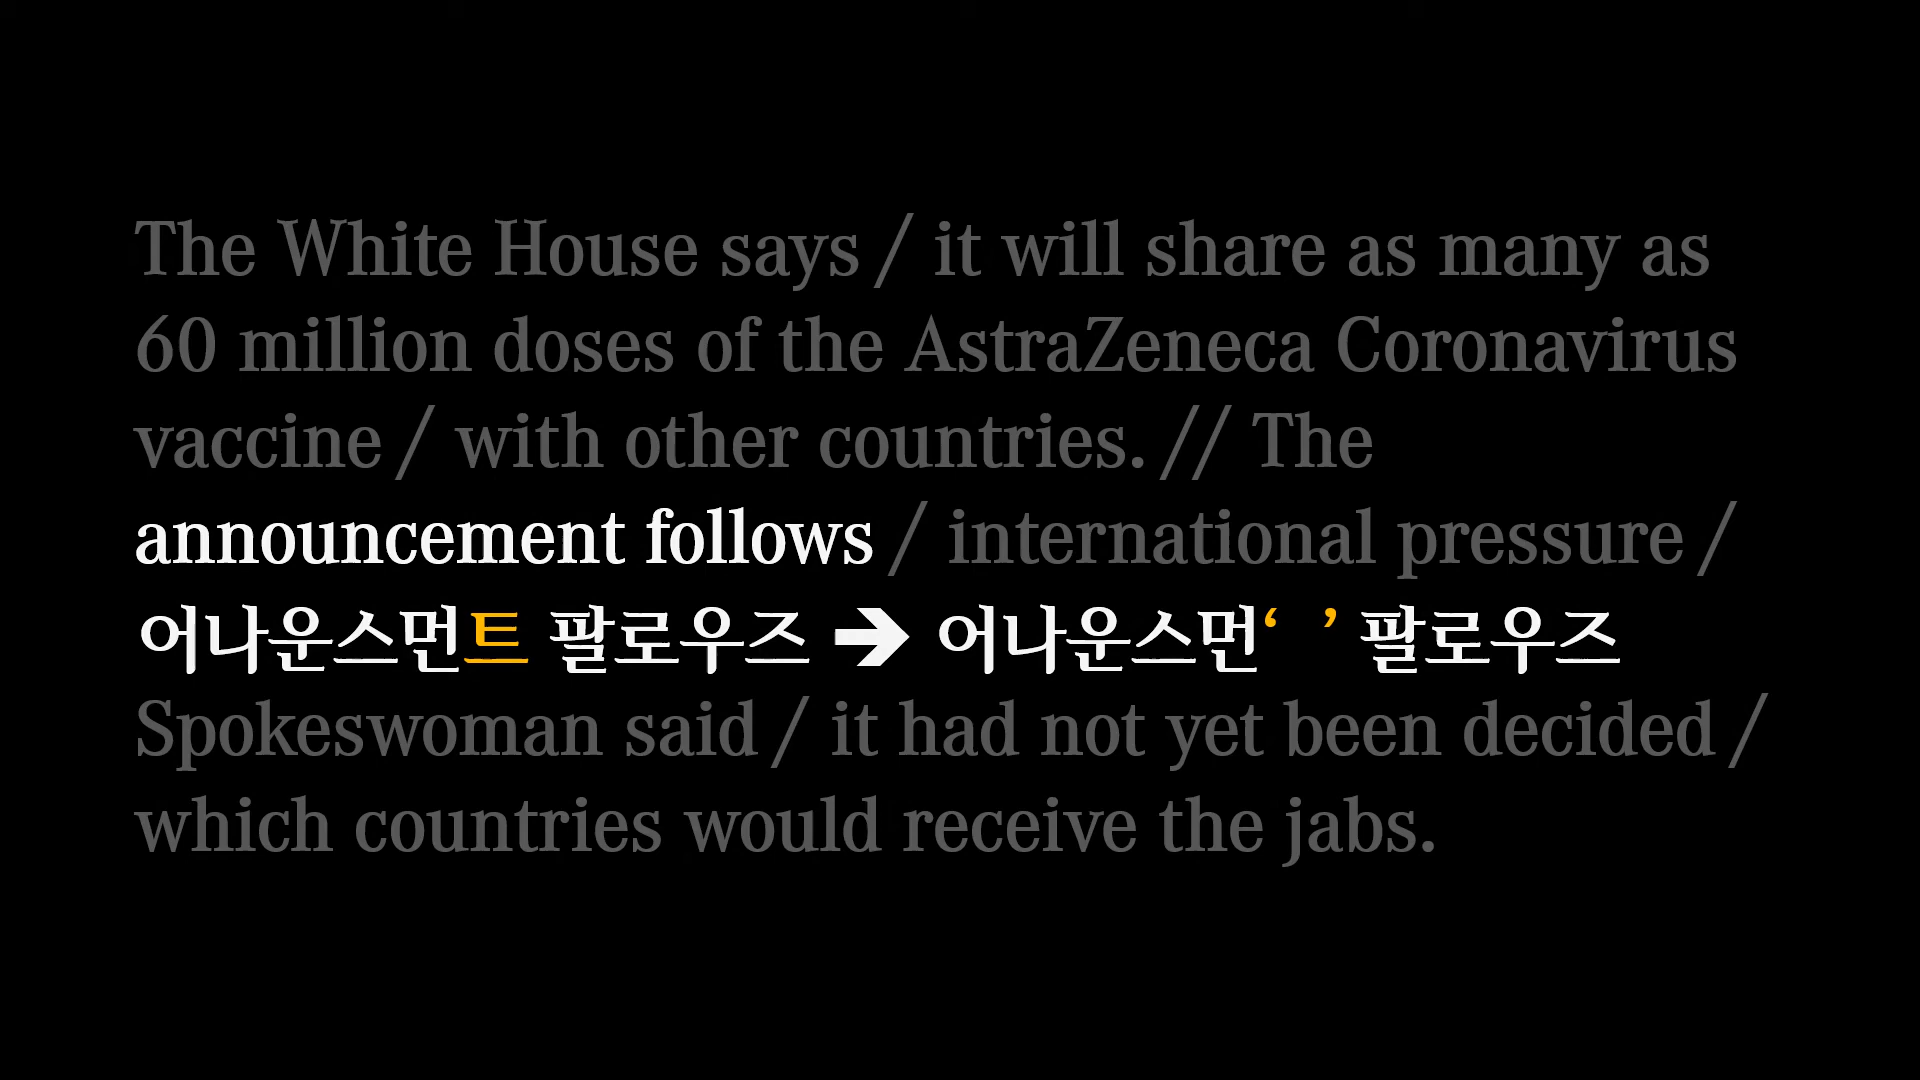 The White House says / it will share as many as
60 million doses of the AstraZeneca Coronavirus
vaccine / with other countries. // The
announcement follows / international pressure /
어나운스먼트 팔로우즈 ➔ 어나운스먼‘ ’ 팔로우즈
Spokeswoman said / it had not yet been decided /
which countries would receive the jabs.